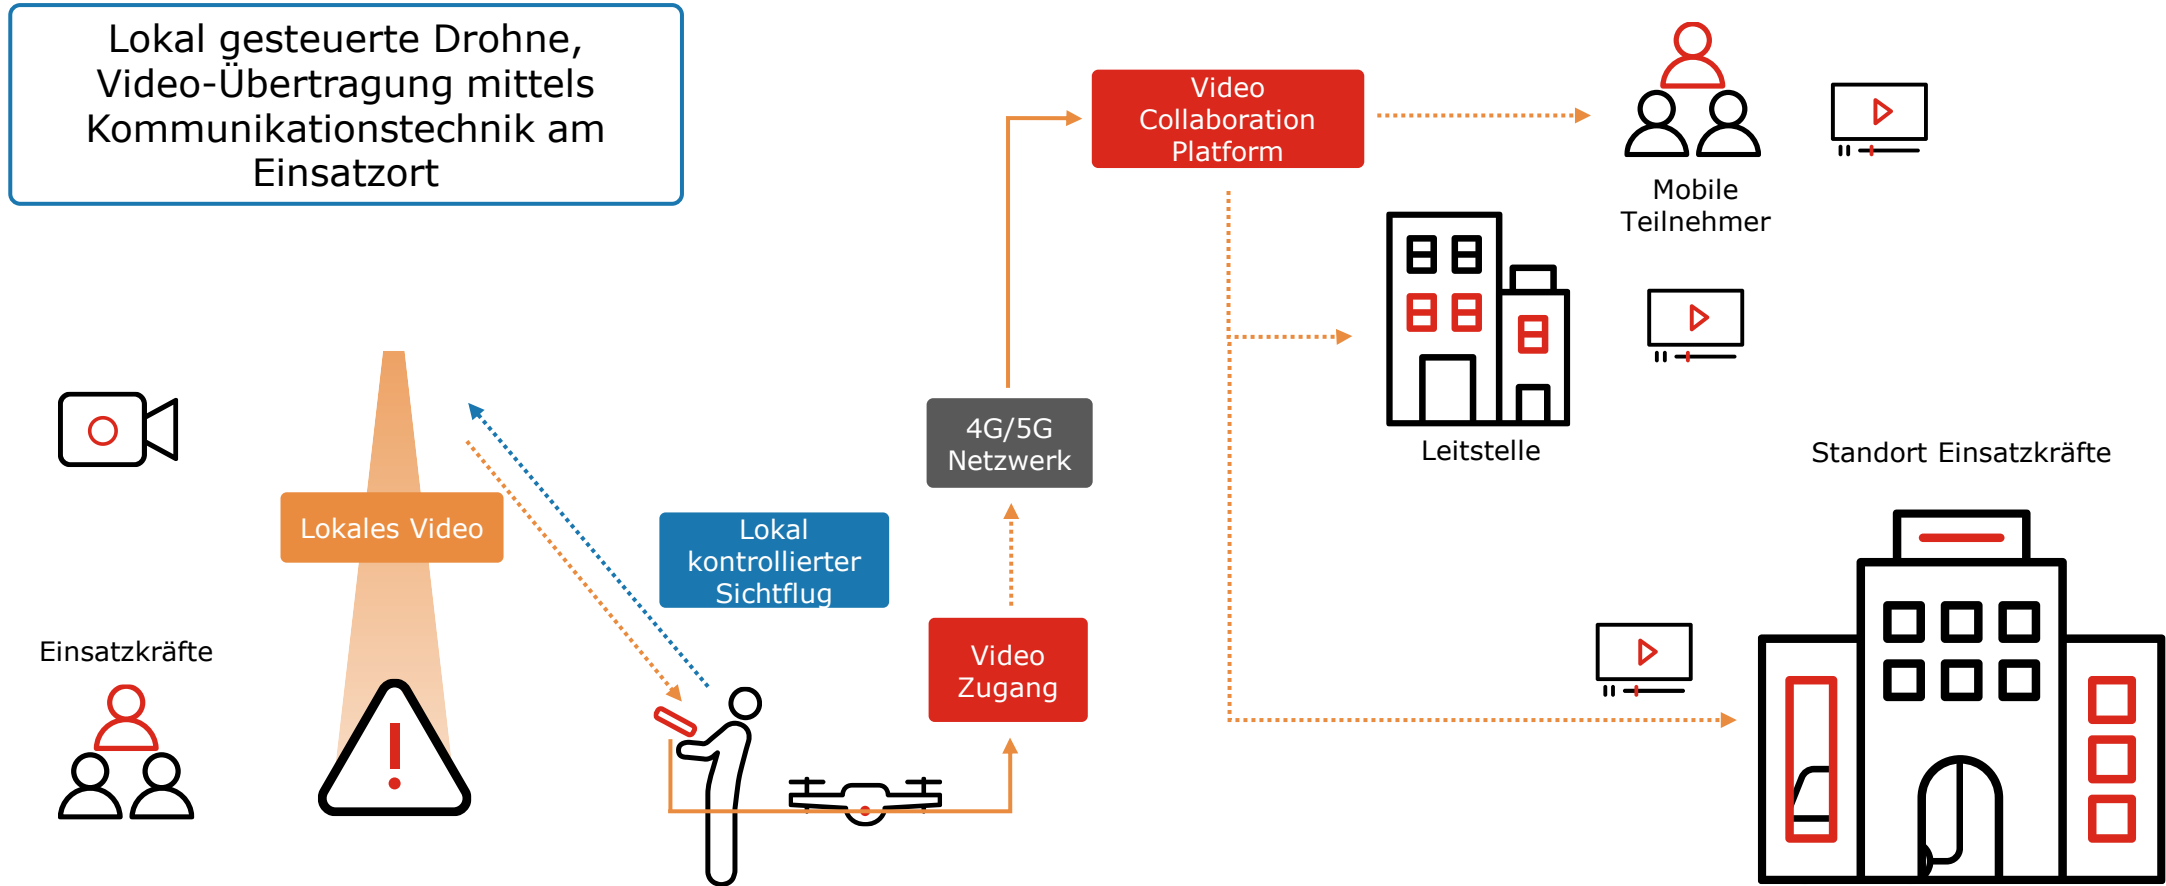 Lokal gesteuerte Drohne,
Video-Übertragung mittels
Kommunikationstechnik am
Einsatzort
Video
Collaboration
Platform
Mobile
Teilnehmer
4G/5G
Netzwerk
Leitstelle
Standort Einsatzkräfte
Lokales Video
Lokal
kontrollierter
Sichtflug
Einsatzkräfte
Video
Zugang